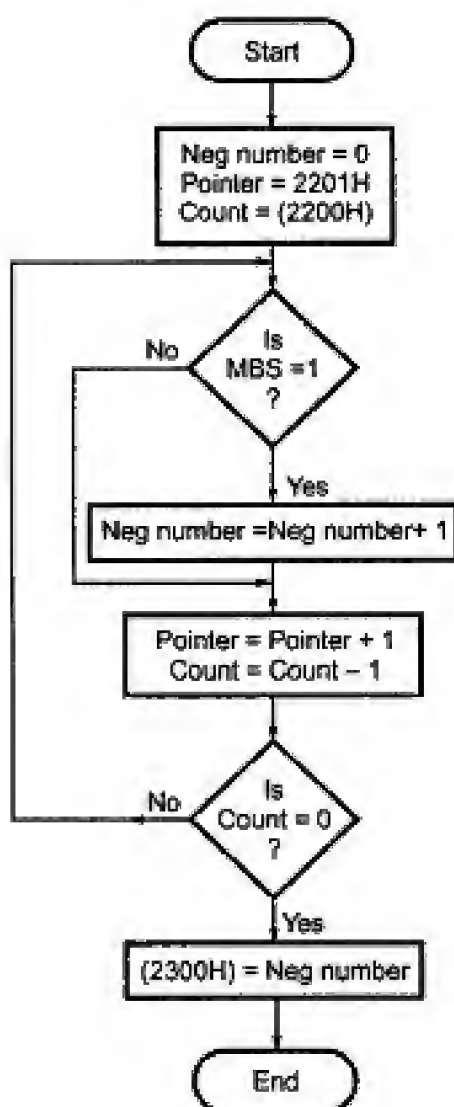 Start
Neg number = 0
Pointer = 2201H
Count = (2200H)
Is
MBS =1
?
No
Yes
Neg number =Neg number+ 1
Pointer = Pointer + 1
Count = Count – 1
Is
Count = 0
?
No
Yes
(2300H) = Neg number
End